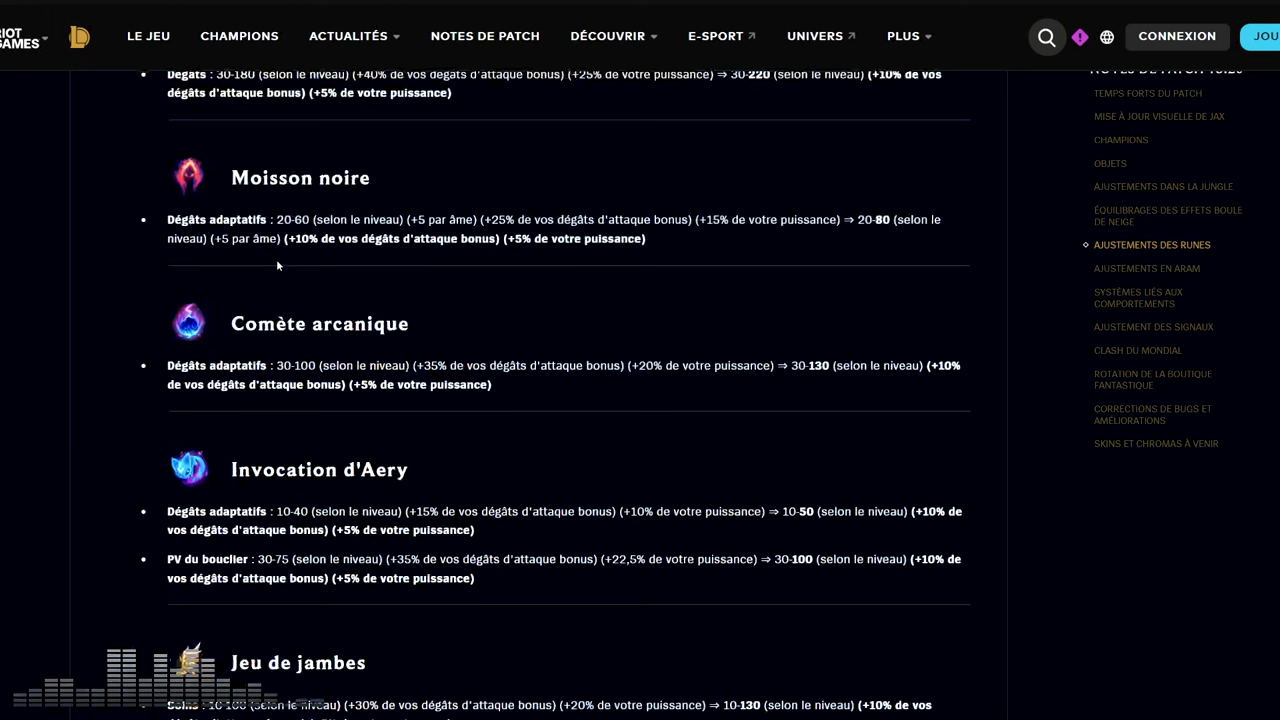 RIOT
GAMES
LE JEU
CHAMPIONS
ACTUALITÉS
NOTES DE PATCH
DÉCOUVRIR
E-SPORT
UNIVERS
PLUS
CONNEXION
JOU
Dégâts : 30-180 (selon le niveau) (+40% de vos dégâts d'attaque bonus) (+25% de votre puissance) ⇒ 30-220 (selon le niveau) (+10% de vos
dégâts d'attaque bonus) (+5% de votre puissance)
Moisson noire
Dégâts adaptatifs : 20-60 (selon le niveau) (+5 par âme) (+25% de vos dégâts d'attaque bonus) (+15% de votre puissance) ⇒ 20-80 (selon le
niveau) (+5 par âme) (+10% de vos dégâts d'attaque bonus) (+5% de votre puissance)
Comète arcanique
Dégâts adaptatifs : 30-100 (selon le niveau) (+35% de vos dégâts d'attaque bonus) (+20% de votre puissance) ⇒ 30-130 (selon le niveau) (+10%
de vos dégâts d'attaque bonus) (+5% de votre puissance)
Invocation d'Aery
Dégâts adaptatifs : 10-40 (selon le niveau) (+15% de vos dégâts d'attaque bonus) (+10% de votre puissance) ⇒ 10-50 (selon le niveau) (+10% de
vos dégâts d'attaque bonus) (+5% de votre puissance)
PV du bouclier : 30-75 (selon le niveau) (+35% de vos dégâts d'attaque bonus) (+22,5% de votre puissance) ⇒ 30-100 (selon le niveau) (+10% de
vos dégâts d'attaque bonus) (+5% de votre puissance)
Jeu de jambes
Soins : 10-100 (selon le niveau) (+30% de vos dégâts d'attaque bonus) (+20% de votre puissance) ⇒ 10-130 (selon le niveau) (+10% de
NOTES DE PATCH
TEMPS FORTS DU PATCH
MISE À JOUR VISUELLE DE JAX
CHAMPIONS
OBJETS
AJUSTEMENTS DANS LA JUNGLE
ÉQUILIBRAGES DES EFFETS BOULE
DE NEIGE
AJUSTEMENTS DES RUNES
AJUSTEMENTS EN ARAM
SYSTÈMES LIÉS AUX
COMPORTEMENTS
AJUSTEMENT DES SIGNAUX
CLASH DU MONDIAL
ROTATION DE LA BOUTIQUE
FANTASTIQUE
CORRECTIONS DE BUGS ET
AMÉLIORATIONS
SKINS ET CHROMAS À VENIR